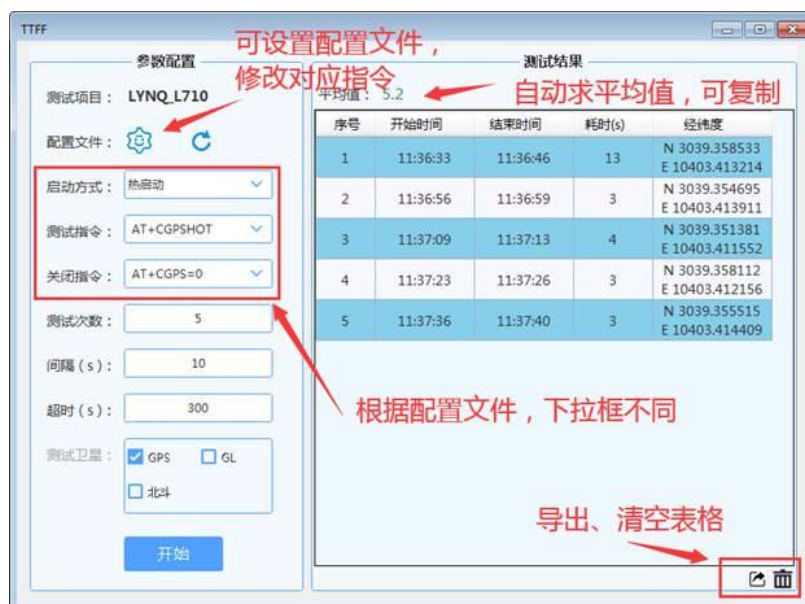 TTFF
可设置配置文件，
修改对应指令
参数配置
测试项目： LYNQ_L710
配置文件：
启动方式： 热启动
测试指令： AT+CGPSHOT
关闭指令： AT+CGPS=0
测试次数： 5
间隔（s）： 10
超时（s）： 300
测试卫星： GPS GL
北斗
开始
测试结果
平均值： 5.2
自动求平均值，可复制
序号 开始时间 结束时间 耗时(s) 经纬度
1 11:36:33 11:36:46 13 N 3039.358533
E 10403.413214
2 11:36:56 11:36:59 3 N 3039.354695
E 10403.413911
3 11:37:09 11:37:13 4 N 3039.351381
E 10403.411552
4 11:37:23 11:37:26 3 N 3039.358112
E 10403.412156
5 11:37:36 11:37:40 3 N 3039.355515
E 10403.414409
根据配置文件，下拉框不同
导出、清空表格